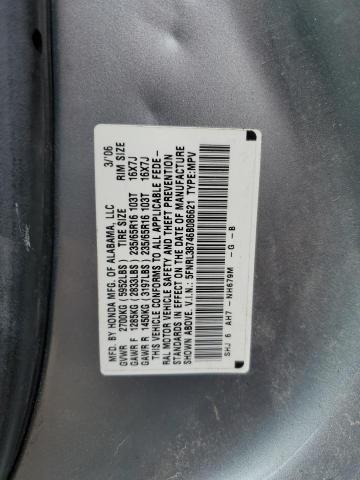 MFD. BY HONDA MFG. OF ALABAMA, LLC 3/'06
GVWR 2700KG (5952LBS) TIRE SIZE RIM SIZE
GAWR F 1285KG (2833LBS) 235/65R16 103T 16X7J
GAWR R 1450KG (3197LBS) 235/65R16 103T 16X7J
THIS VEHICLE CONFORMS TO ALL APPLICABLE FEDE-
RAL MOTOR VEHICLE SAFETY AND THEFT PREVENTION
STANDARDS IN EFFECT ON THE DATE OF MANUFACTURE
SHOWN ABOVE. V.I.N.: 5FNRL38746B086621 TYPE:MPV
SHJ 6 AH7 -NH679M -G -B